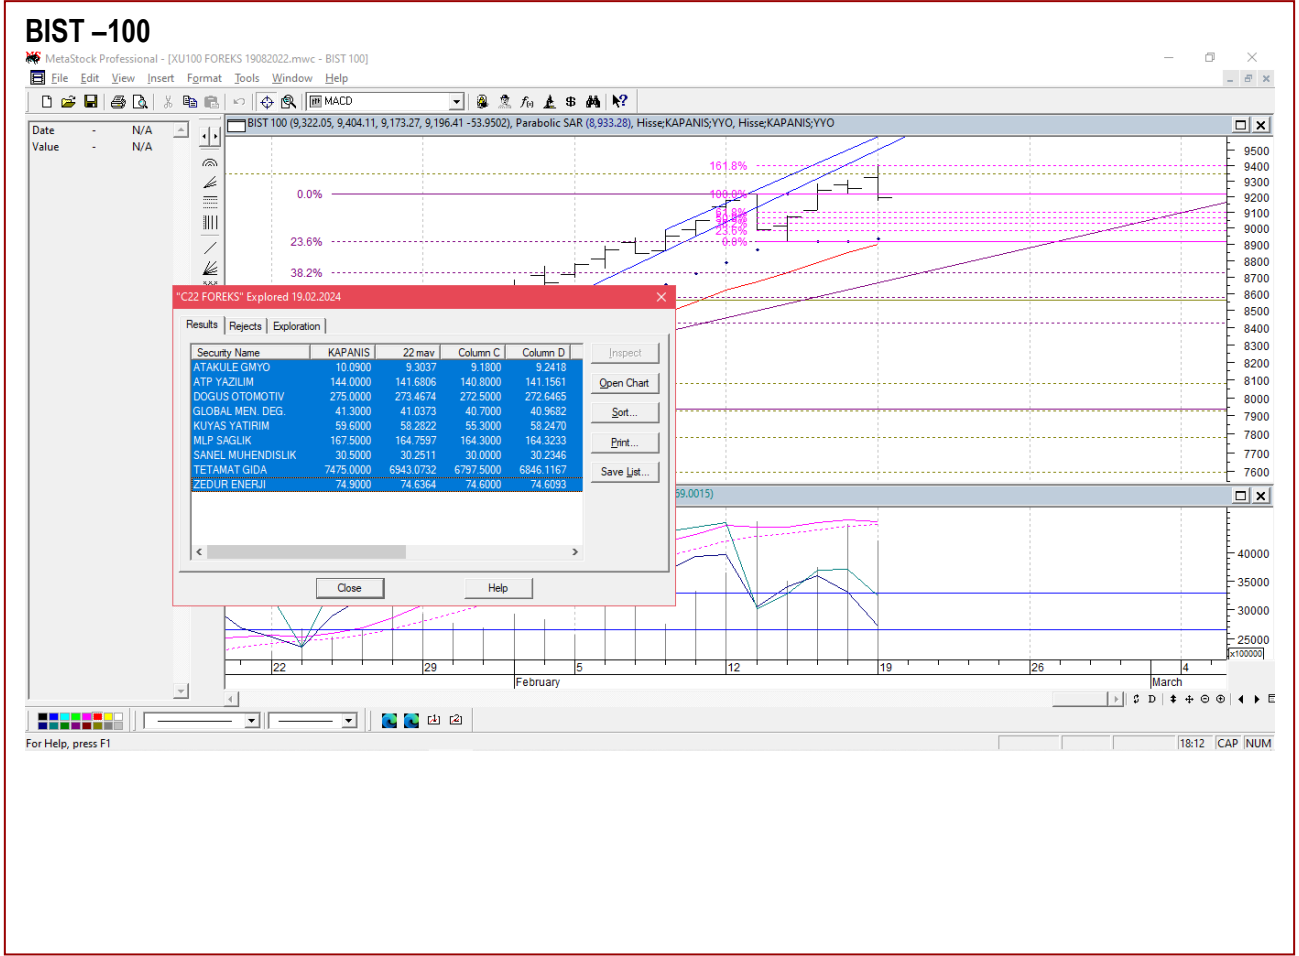 BIST –100
MetaStock Professional - [XU100 FOREKS 19082022.mwc - BIST 100]
File Edit View Insert Format Tools Window Help
MACD
Date - N/A
Value - N/A
BIST 100 (9,322.05, 9,404.11, 9,173.27, 9,196.41 -53.9502), Parabolic SAR (8,933.28), Hisse;KAPANIS;YYO, Hisse;KAPANIS;YYO
161.8%
100.0%
0.0%
23.6%
0.0%
23.6%
38.2%
9500
9400
9300
9200
9100
9000
8900
8800
8700
8600
8500
8400
8300
8200
8100
8000
7900
7800
7700
7600
"C22 FOREKS" Explored 19.02.2024
Results Rejects Exploration
Security Name KAPANIS 22 mav Column C Column D
ATAKULE GMYO 10.0900 9.3037 9.1800 9.2418
ATP YAZILIM 144.0000 141.6806 140.8000 141.1561
DOGUS OTOMOTIV 275.0000 273.4674 272.5000 272.6465
GLOBAL MEN. DEG. 41.3000 41.0373 40.7000 40.9682
KUYAS YATIRIM 59.6000 58.2822 55.3000 58.2470
MLP SAGLIK 167.5000 164.7597 164.3000 164.3233
SANEL MUHENDISLIK 30.5000 30.2511 30.0000 30.2346
TETAMAT GIDA 7475.0000 6943.0732 6797.5000 6846.1167
ZEDUR ENERJI 74.9000 74.6364 74.6000 74.6093
Inspect
Open Chart
Sort...
Print...
Save List...
Close Help
59.0015)
40000
35000
30000
25000
x100000
22 29 5 12 19 26 4
February March
For Help, press F1
18:12 CAP NUM